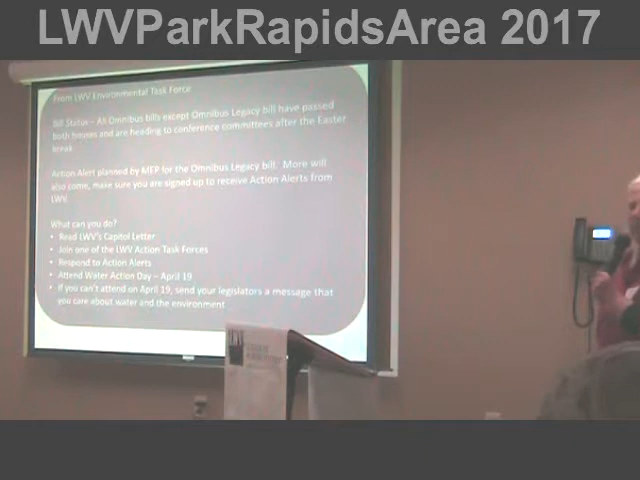 LWVParkRapidsArea 2017
From LWV Environmental Task Force
Bill Status – All Omnibus bills except Omnibus Legacy bill have passed
both houses and are heading to conference committees after the Easter
break
Action Alert planned by MEP for the Omnibus Legacy bill. More will
also come, make sure you are signed up to receive Action Alerts from
LWV.
What can you do?
• Read LWV's Capitol Letter
• Join one of the LWV Action Task Forces
• Respond to Action Alerts
• Attend Water Action Day – April 19
• If you can't attend on April 19, send your legislators a message that
you care about water and the environment
LWV